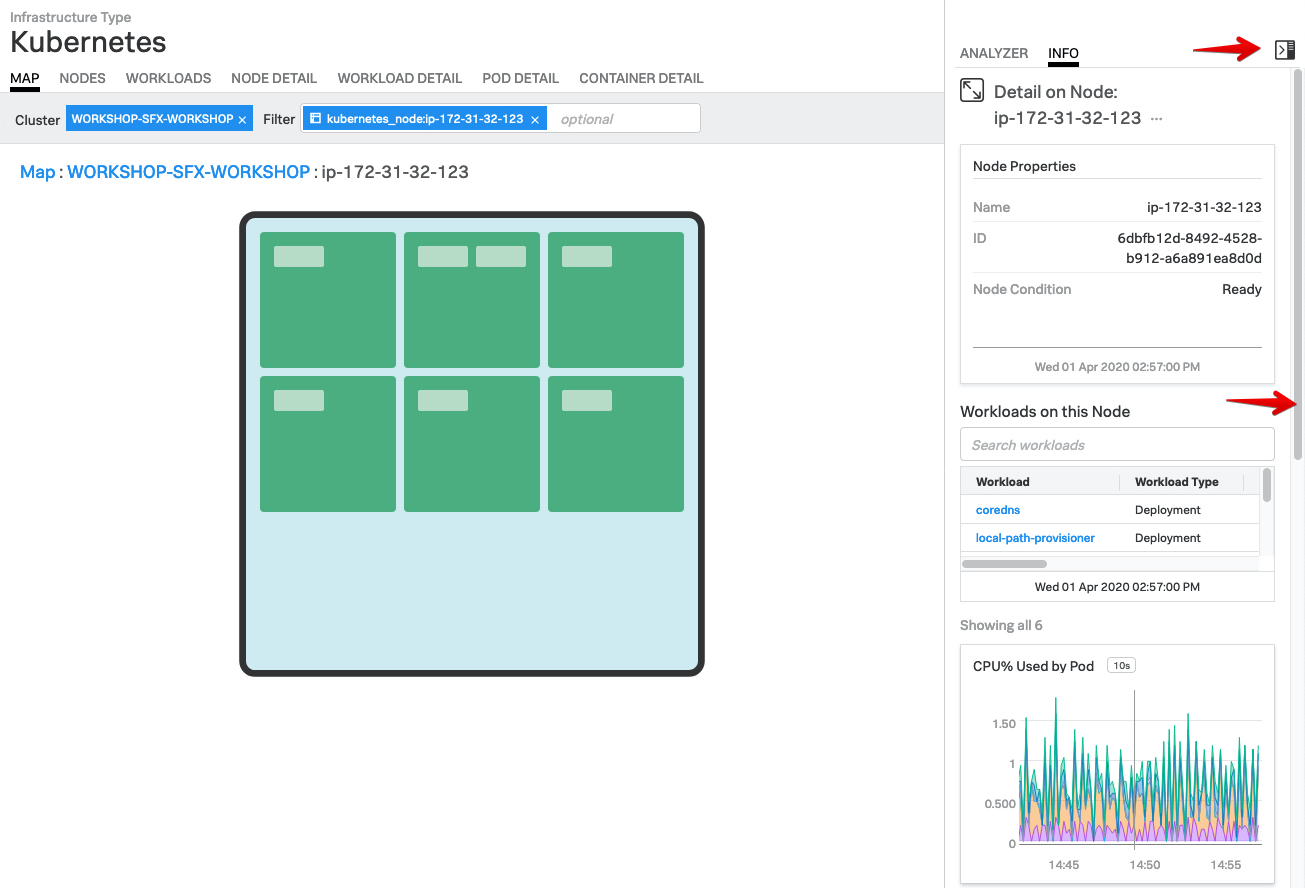 Infrastructure Type
Kubernetes
MAP NODES WORKLOADS NODE DETAIL WORKLOAD DETAIL POD DETAIL CONTAINER DETAIL
Cluster WORKSHOP-SFX-WORKSHOP × Filter kubernetes_node:ip-172-31-32-123 × optional
Map : WORKSHOP-SFX-WORKSHOP : ip-172-31-32-123
ANALYZER INFO
Detail on Node:
ip-172-31-32-123 ...
Node Properties
Name ip-172-31-32-123
ID 6dbfb12d-8492-4528-
b912-a6a891ea8d0d
Node Condition Ready
Wed 01 Apr 2020 02:57:00 PM
Workloads on this Node
Search workloads
Workload Workload Type
coredns Deployment
local-path-provisioner Deployment
Wed 01 Apr 2020 02:57:00 PM
Showing all 6
CPU% Used by Pod 10s
1.50
1
0.500
0
14:45 14:50 14:55